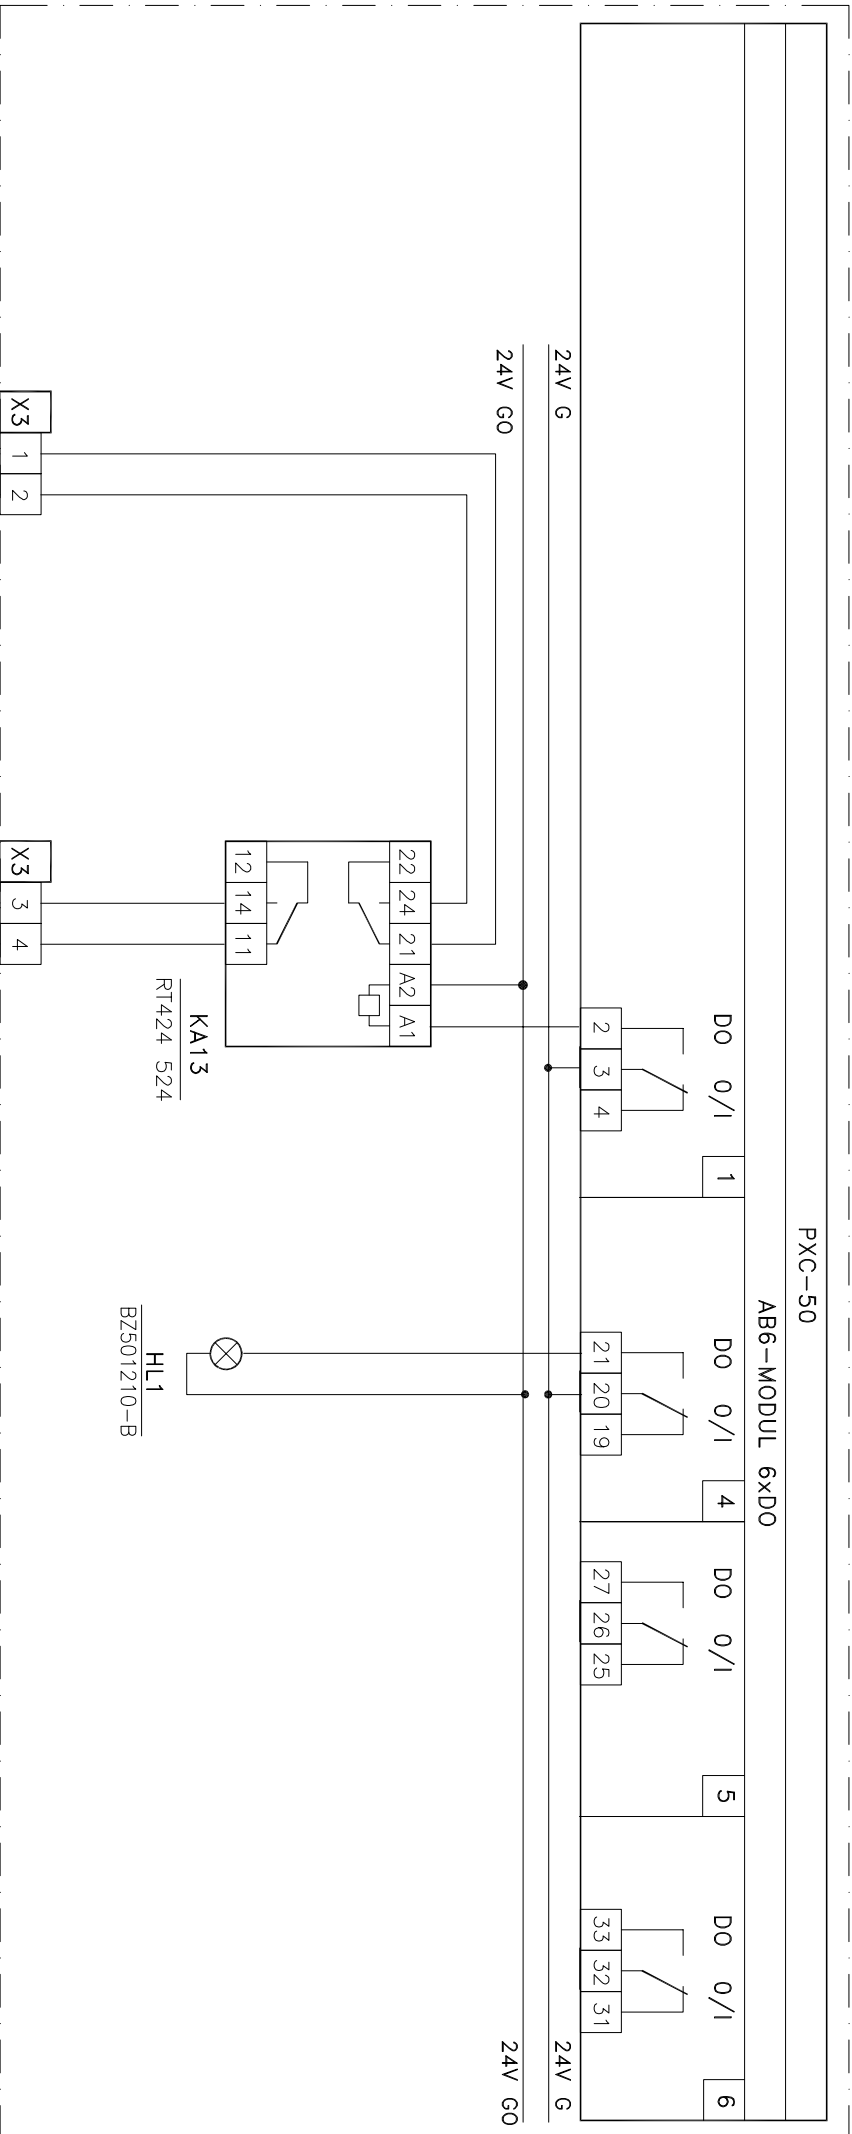 PXC-50
AB6-MODUL 6xDO
DO 0/I
DO 0/I
DO 0/I
DO 0/I
1
4
5
6
2 3 4
21 20 19
27 26 25
33 32 31
24V G
24V G
24V G0
24V G0
22 24 21 A2 A1
12 14 11
KA13
RT424 524
HL1
BZ501210-B
X3 1 2
X3 3 4